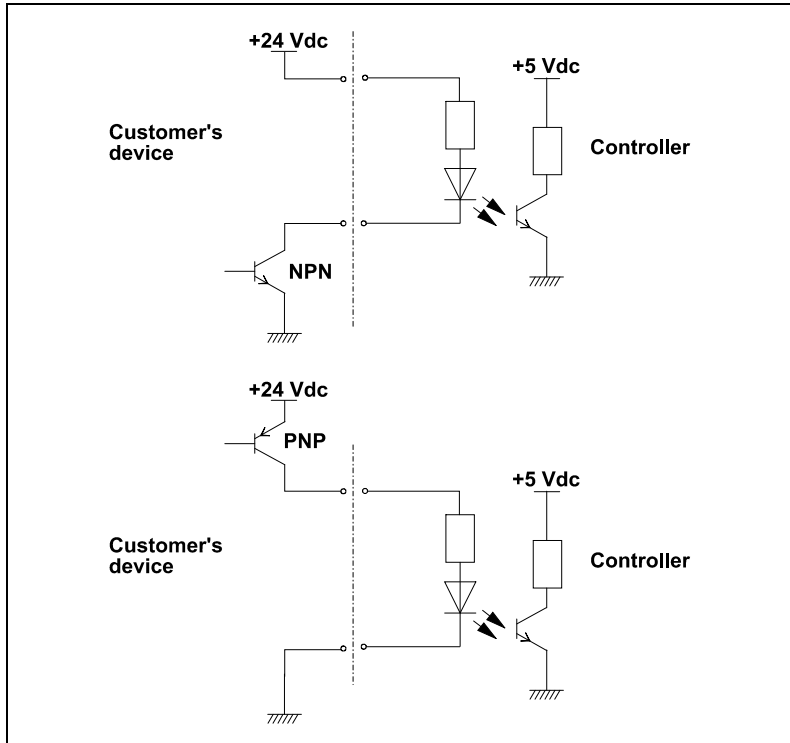 +24 Vdc
+5 Vdc
Customer's
device
Controller
NPN
+24 Vdc
PNP
+5 Vdc
Customer's
device
Controller